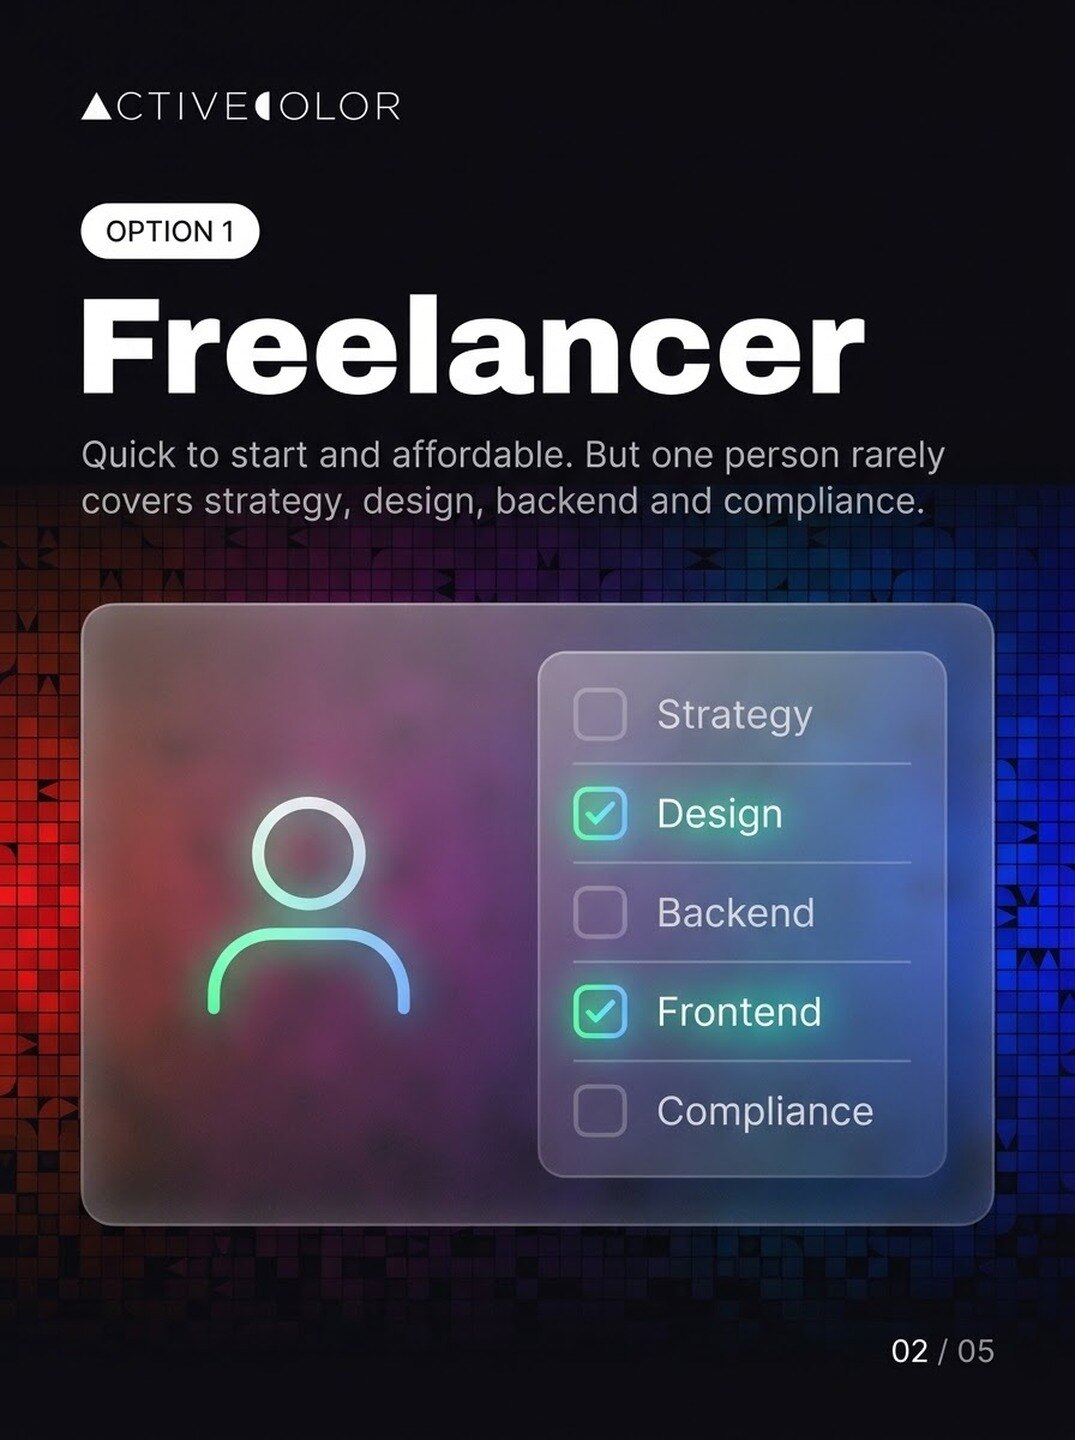 ACTIVECOLOR
OPTION 1
Freelancer
Quick to start and affordable. But one person rarely
covers strategy, design, backend and compliance.
Strategy
Design
Backend
Frontend
Compliance
02 / 05